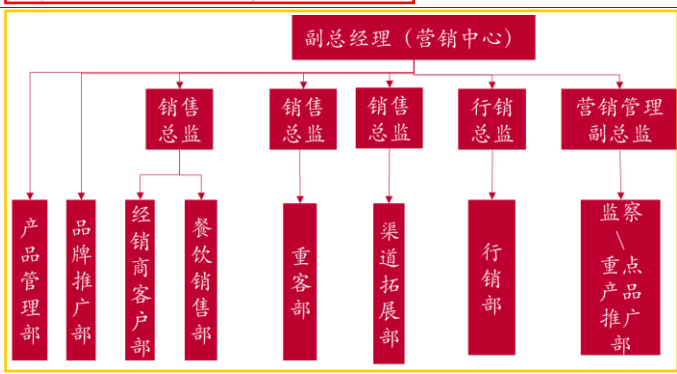 副总经理（营销中心）
销售
总监
销售
总监
销售
总监
行销
总监
营销管理
副总监
产品管理部
品牌推广部
经销商客户部
餐饮销售部
重客部
渠道拓展部
行销部
监察
\
重点
产品
推广
部